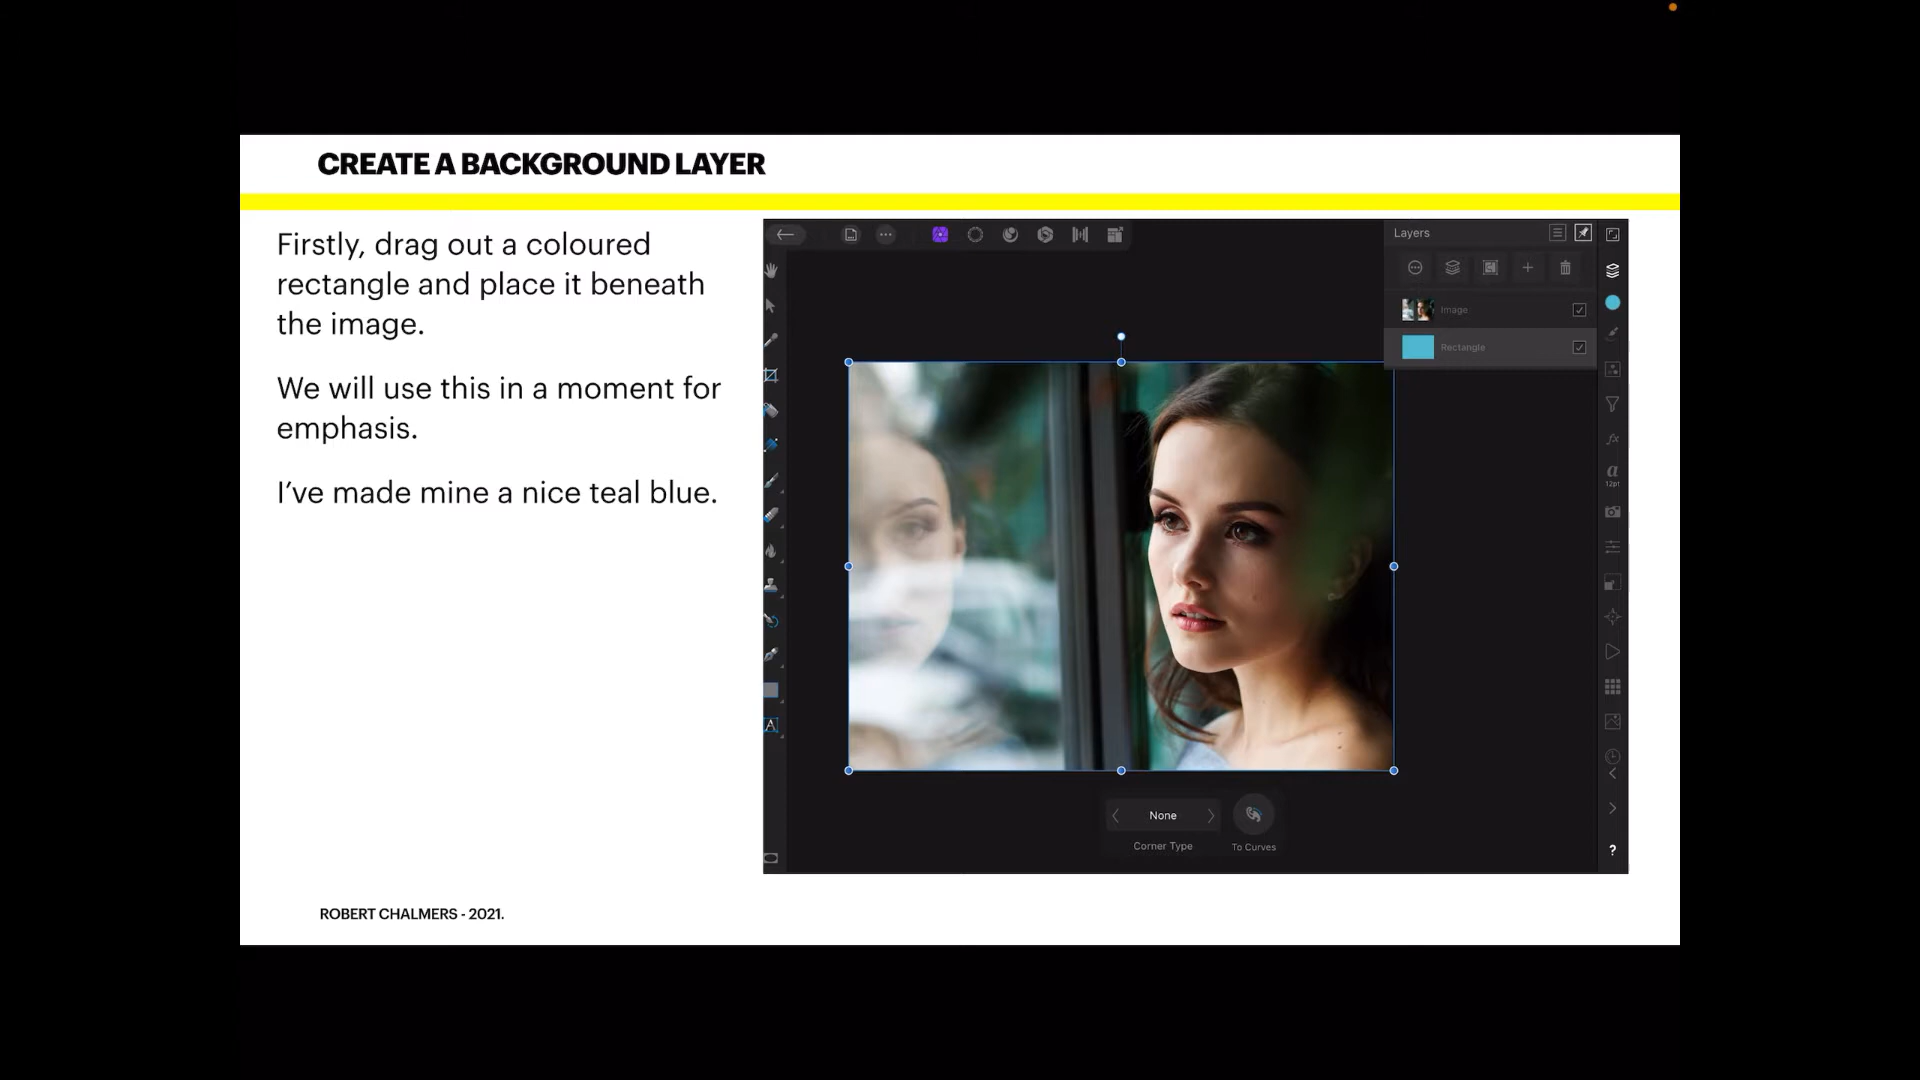 CREATE A BACKGROUND LAYER
Firstly, drag out a coloured
rectangle and place it beneath
the image.
We will use this in a moment for
emphasis.
I’ve made mine a nice teal blue.
Layers
Image
Rectangle
a
12pt
A
None
Corner Type
To Curves
?
ROBERT CHALMERS - 2021.